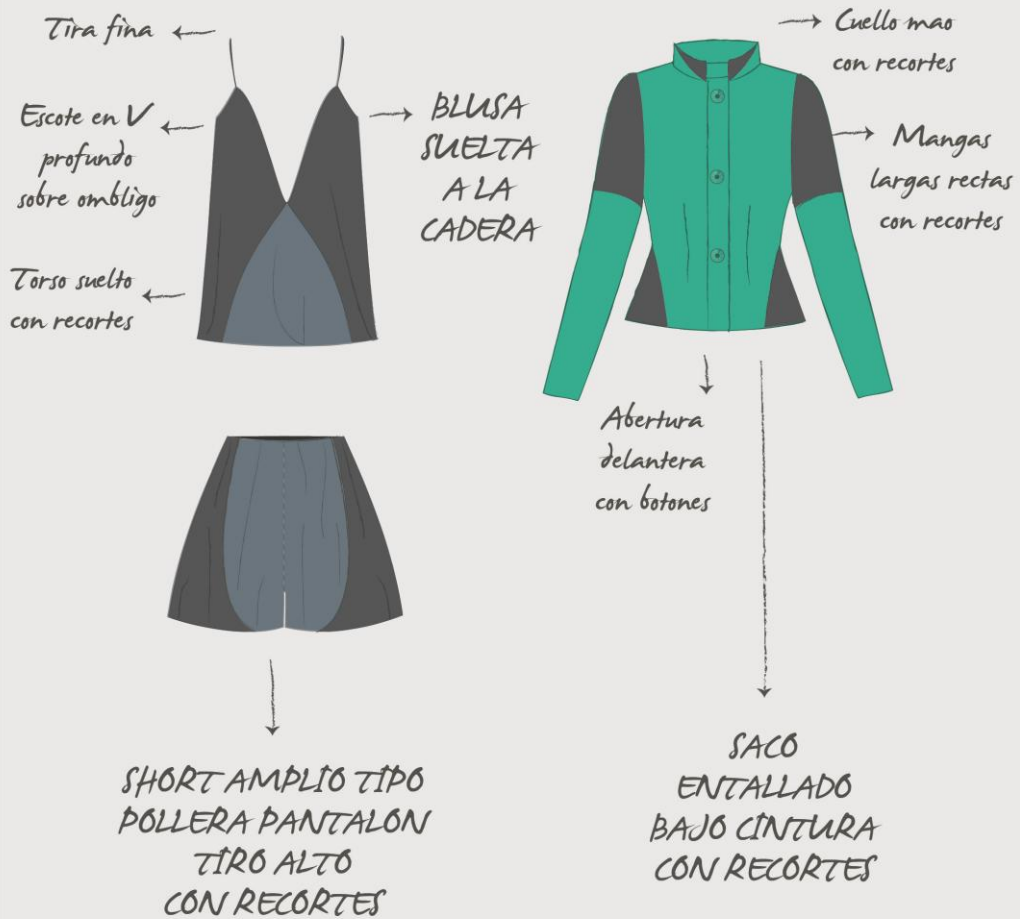 Tira fina
Escote en V
profundo
sobre ombligo
Torso suelto
con recortes
BLUSA
SUELTA
A LA
CADERA
Cuello mao
con recortes
Mangas
largas rectas
con recortes
Abertura
delantera
con botones
SHORT AMPLIO TIPO
POLLERA PANTALON
TIRO ALTO
CON RECORTES
SACO
ENTALLADO
BAJO CINTURA
CON RECORTES